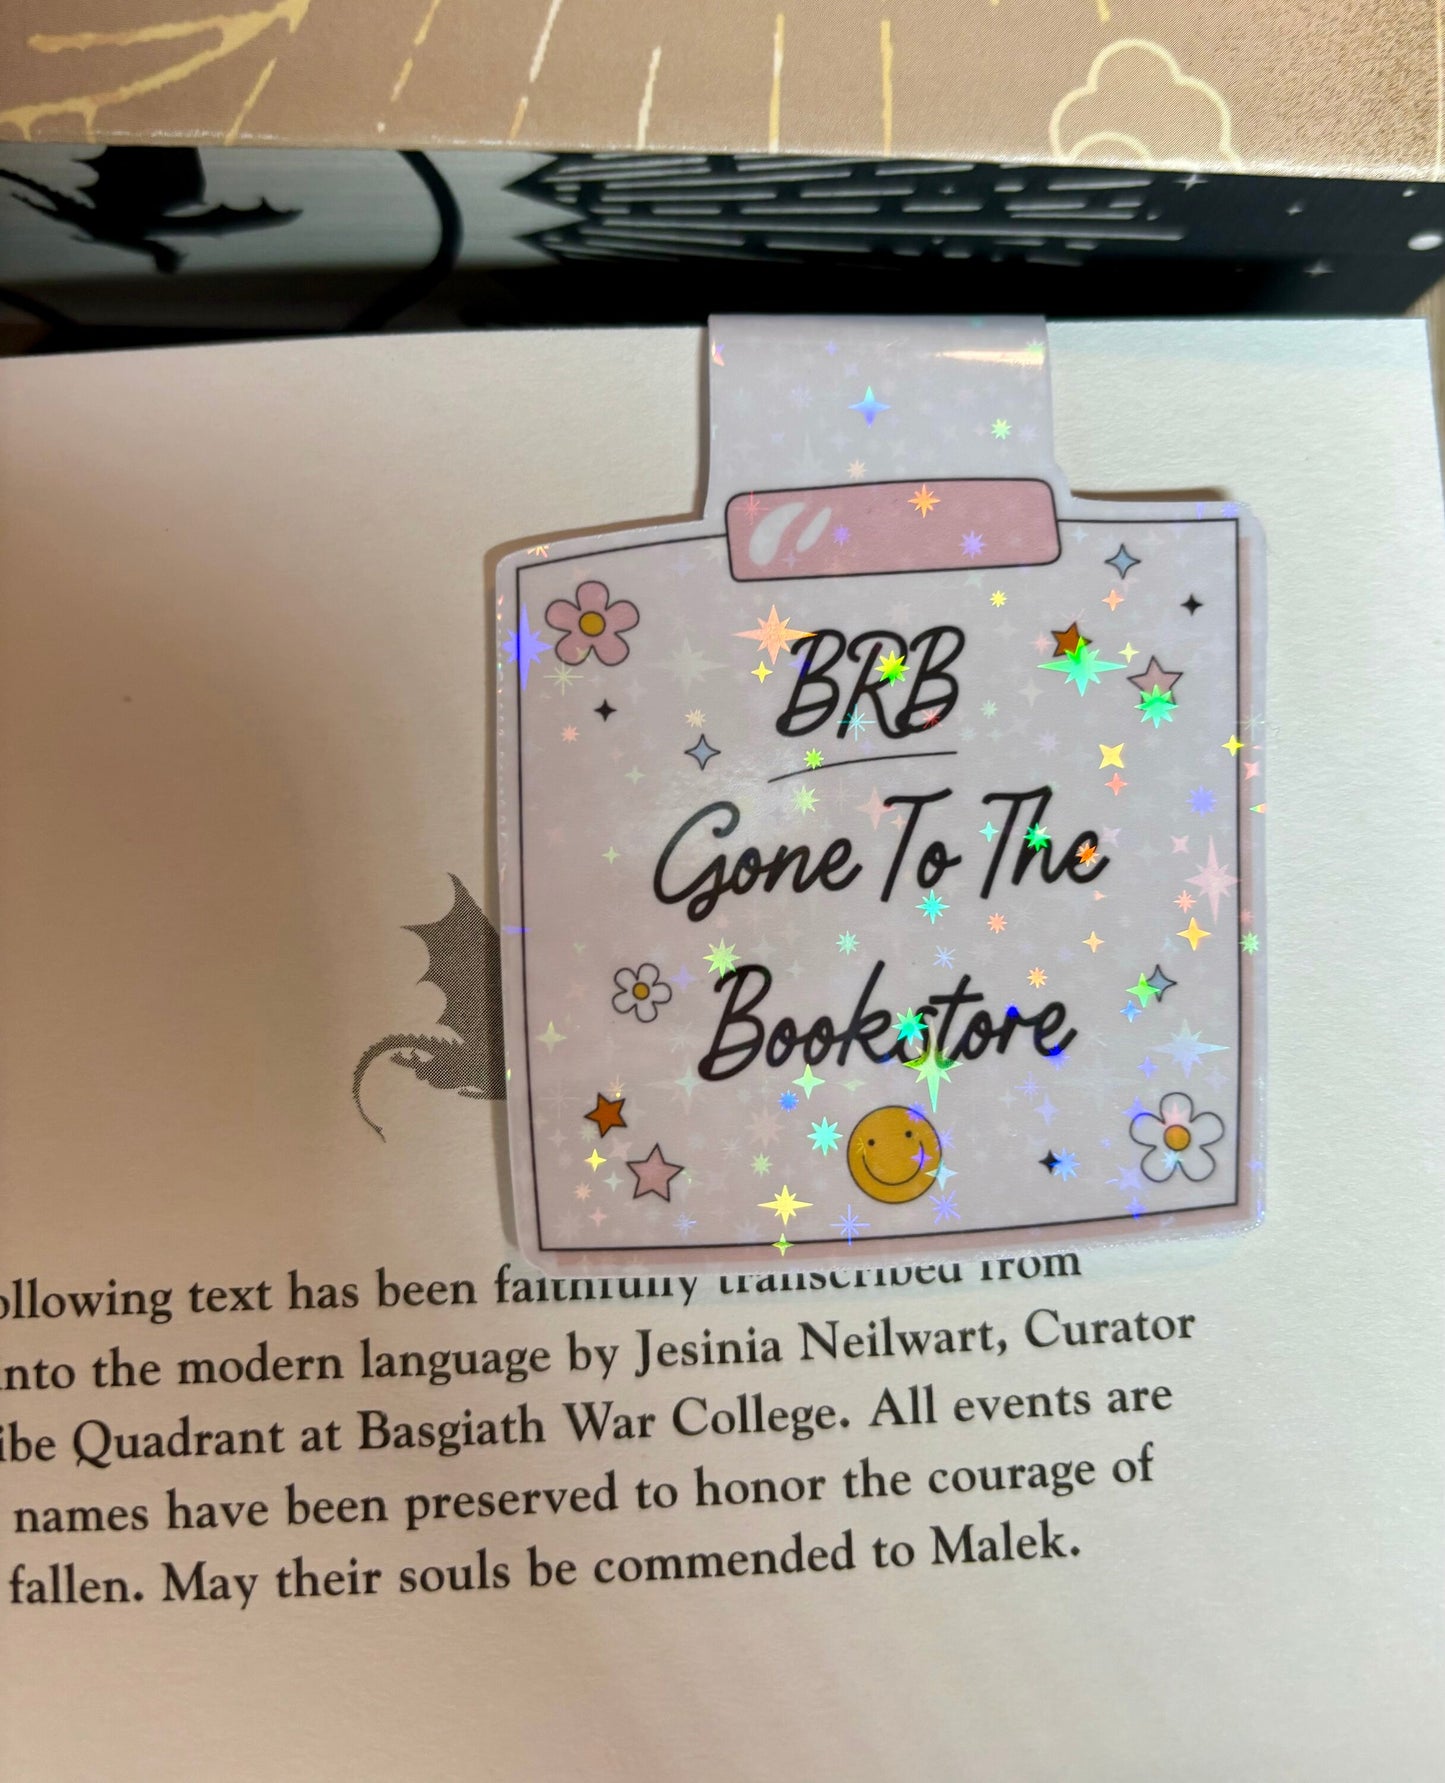 BRB
Gone To The
Bookstore
ollowing text has been faithfully transcribed from
into the modern language by Jesinia Neilwart, Curator
ibe Quadrant at Basgiath War College. All events are
names have been preserved to honor the courage of
fallen. May their souls be commended to Malek.